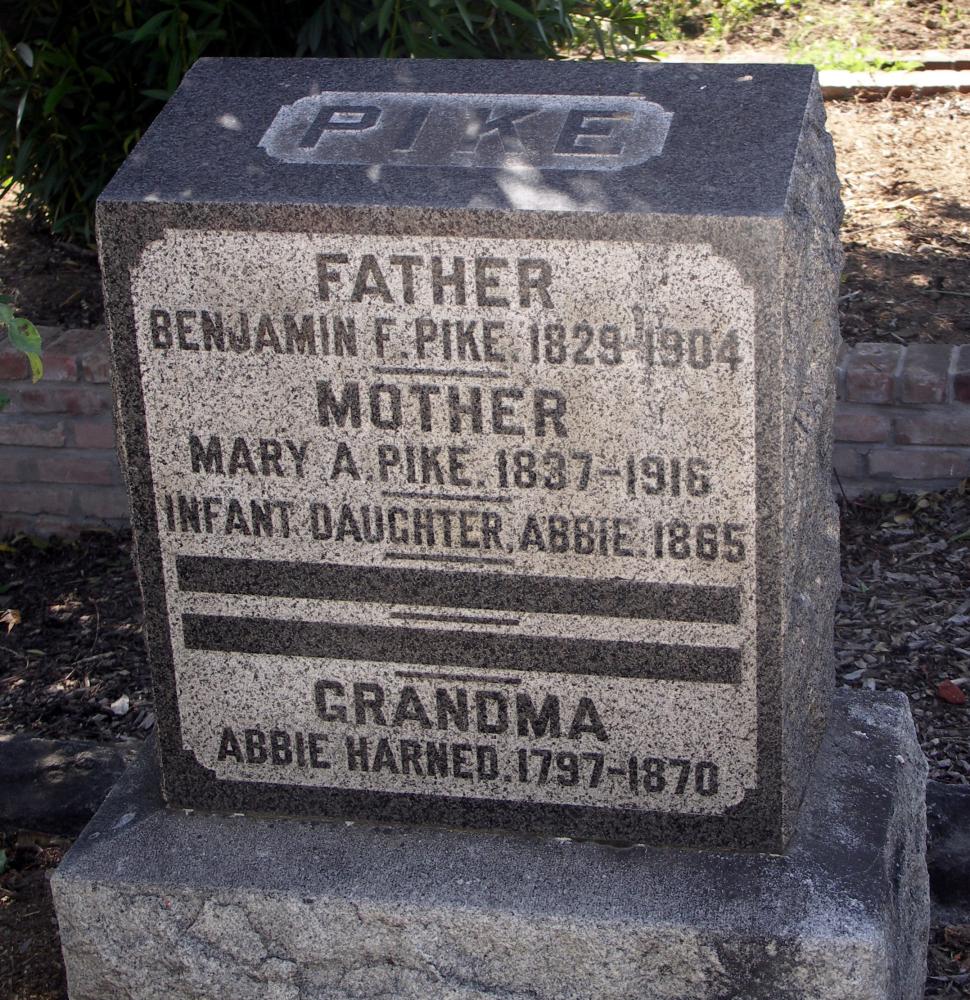 PIKE
FATHER
BENJAMIN F. PIKE. 1829-1904
MOTHER
MARY A. PIKE. 1837-1916
INFANT DAUGHTER, ABBIE. 1865
GRANDMA
ABBIE HARNED. 1797-1870